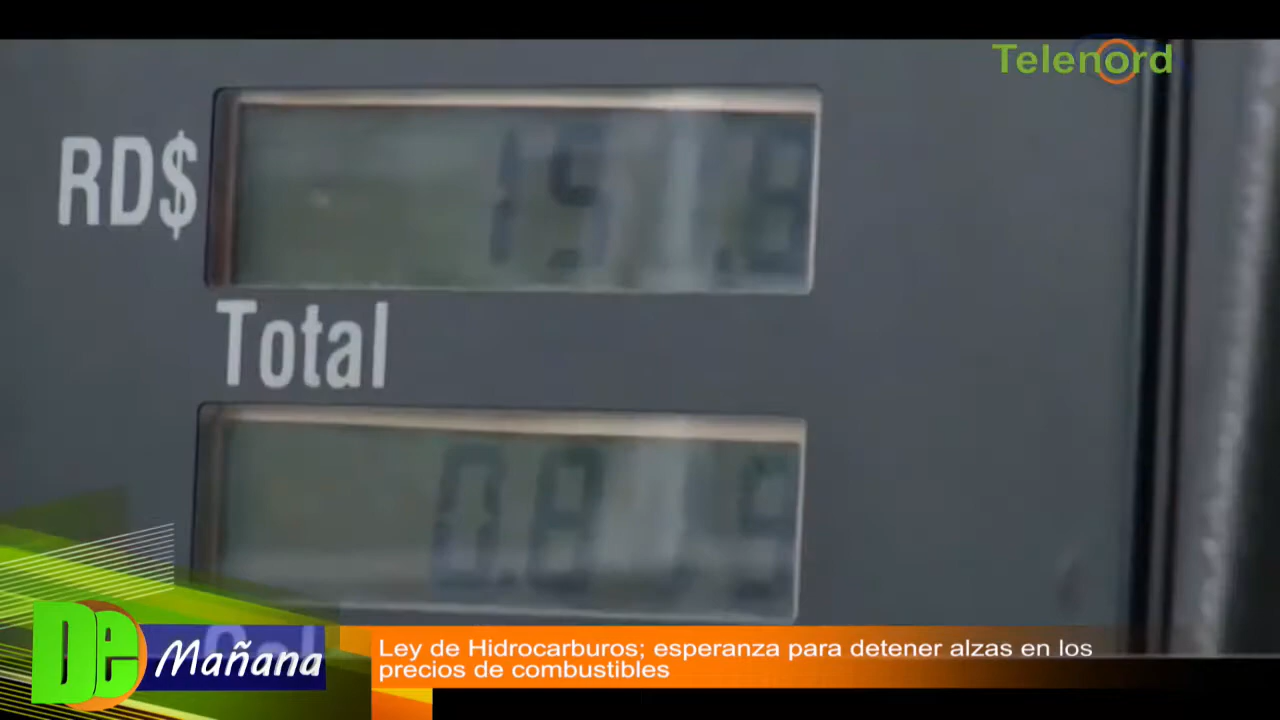 Telenord
RD$
Total
De Mañana
Ley de Hidrocarburos; esperanza para detener alzas en los
precios de combustibles